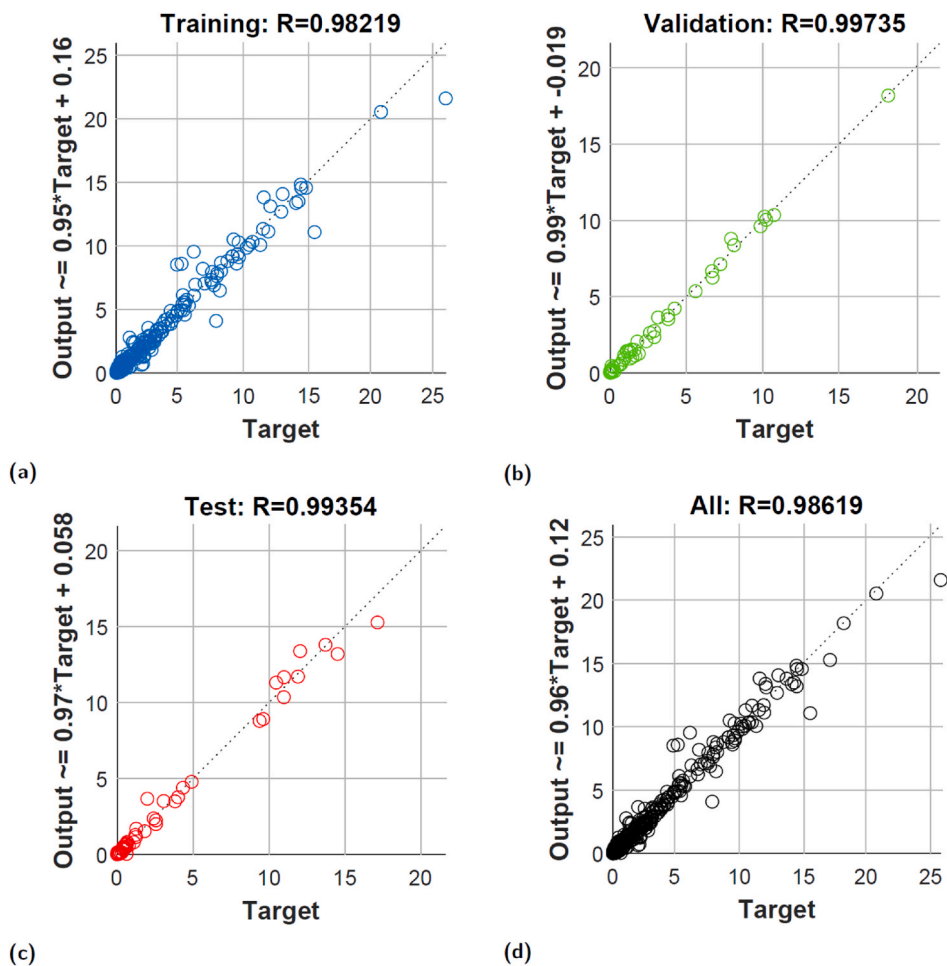 Training: R=0.98219
Output ~= 0.95*Target + 0.16
25
20
15
10
5
0
0 5 10 15 20 25
Target
(a)
Validation: R=0.99735
Output ~= 0.99*Target + -0.019
20
15
10
5
0
0 5 10 15 20
Target
(b)
Test: R=0.99354
Output ~= 0.97*Target + 0.058
20
15
10
5
0
0 5 10 15 20
Target
(c)
All: R=0.98619
Output ~= 0.96*Target + 0.12
25
20
15
10
5
0
0 5 10 15 20 25
Target
(d)